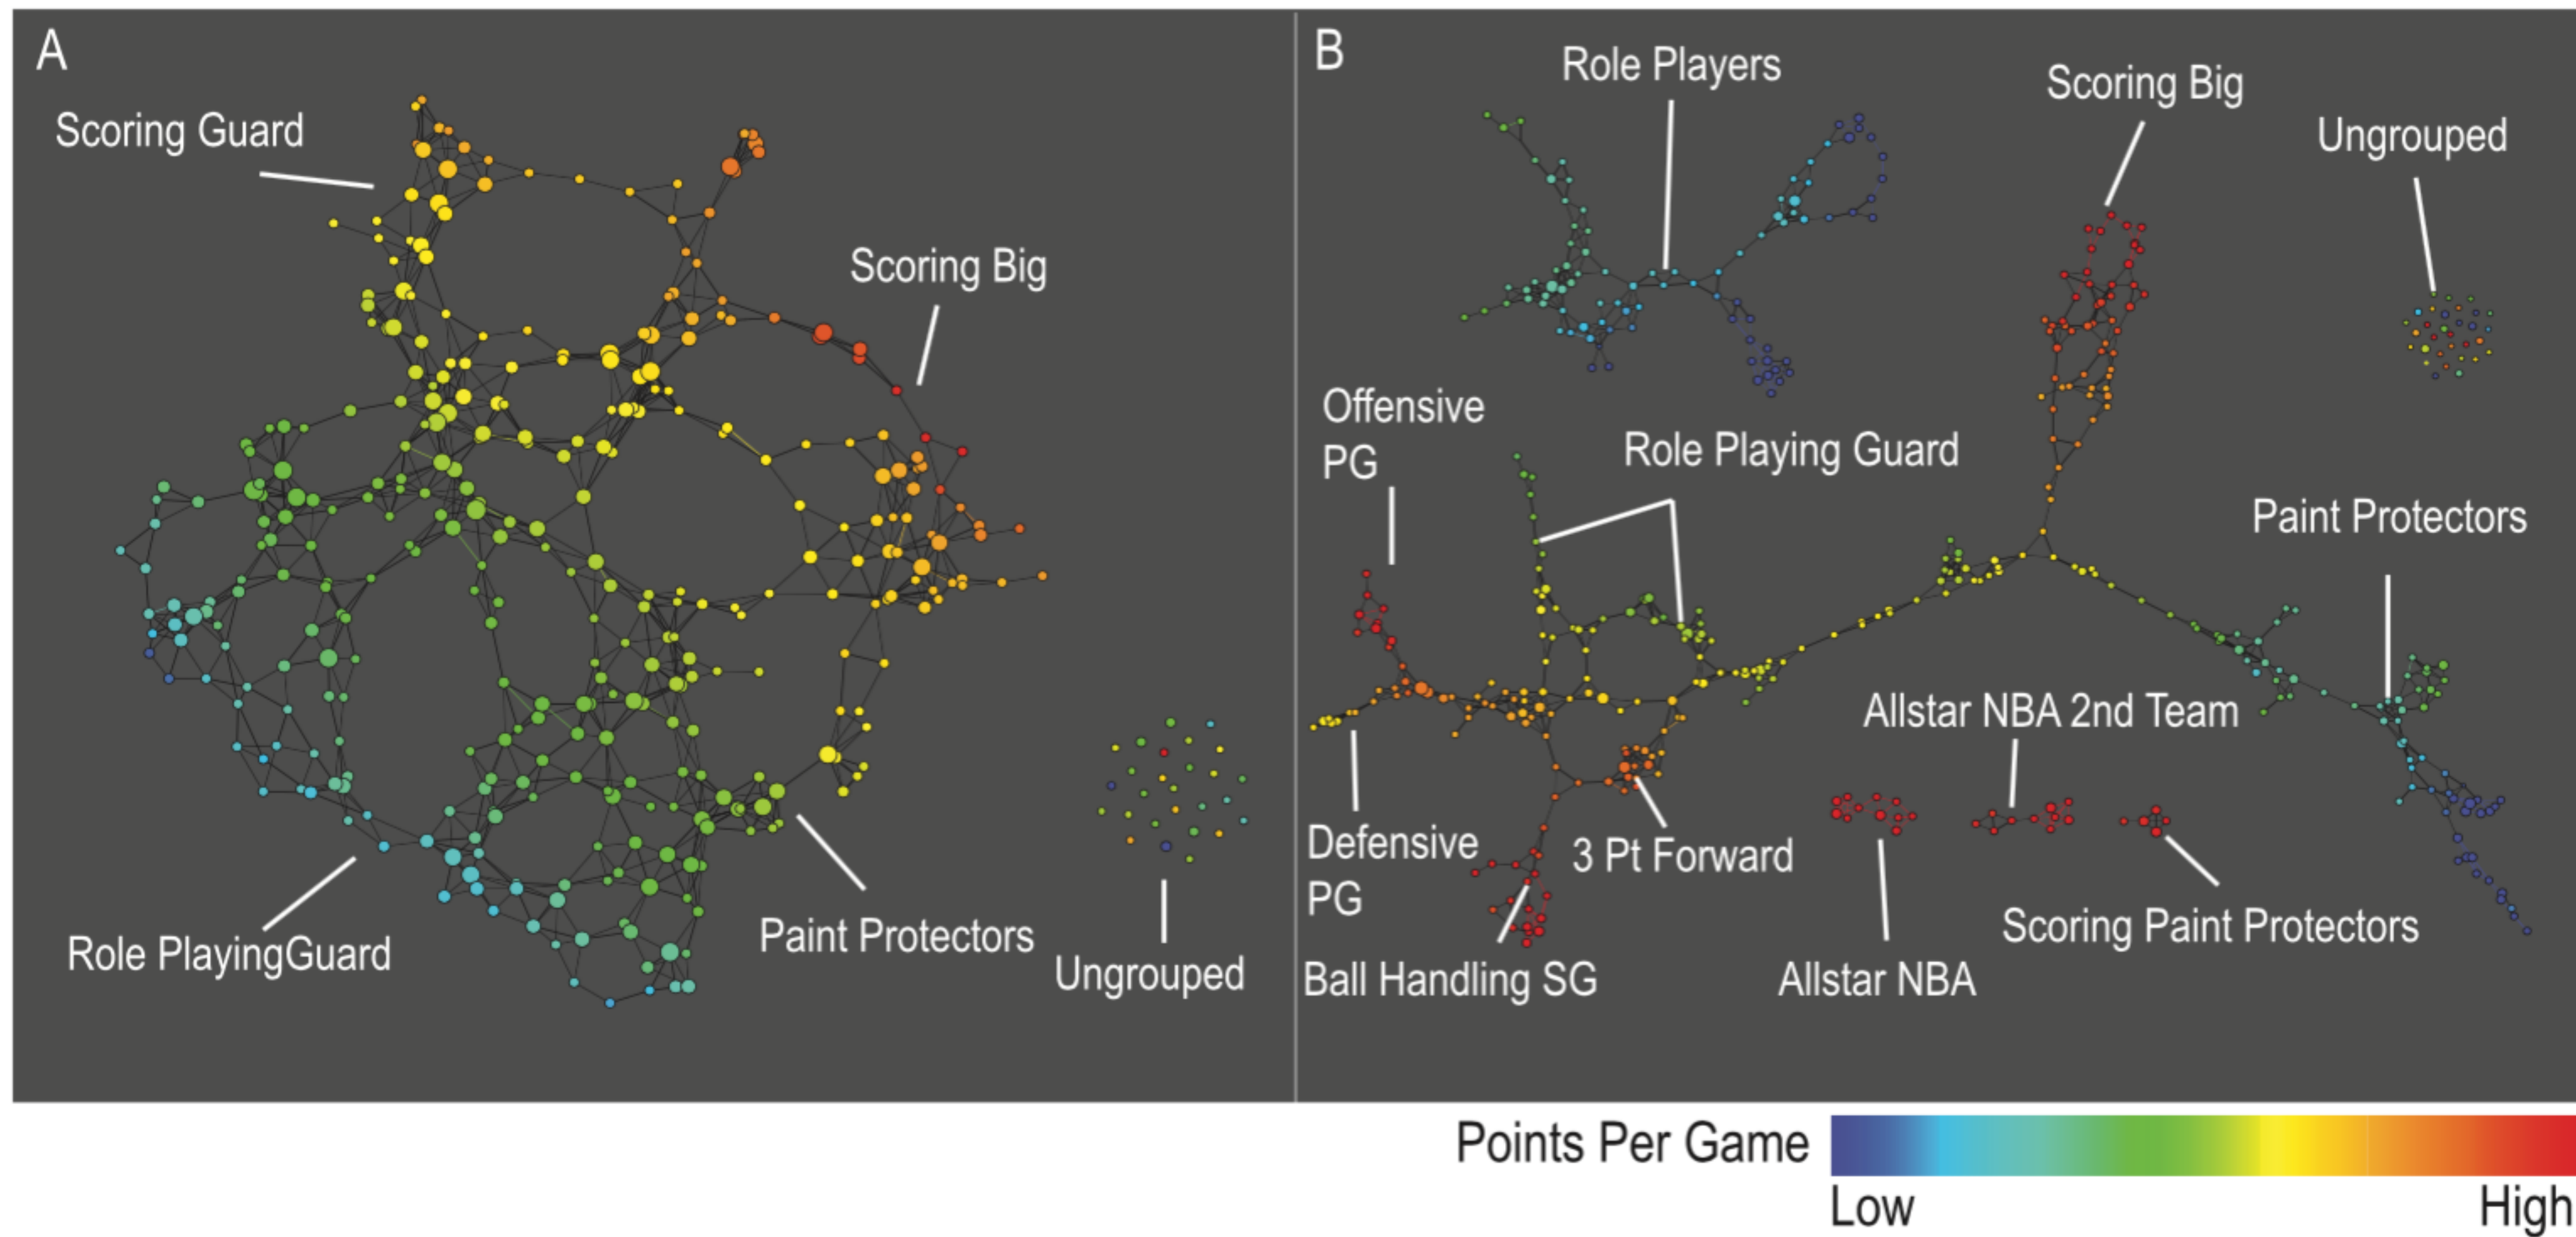 A
Scoring Guard
Scoring Big
Role PlayingGuard
Paint Protectors
Ungrouped
B
Role Players
Scoring Big
Ungrouped
Offensive
PG
Role Playing Guard
Paint Protectors
Allstar NBA 2nd Team
Defensive
PG
3 Pt Forward
Scoring Paint Protectors
Ball Handling SG
Allstar NBA
Points Per Game
Low
High